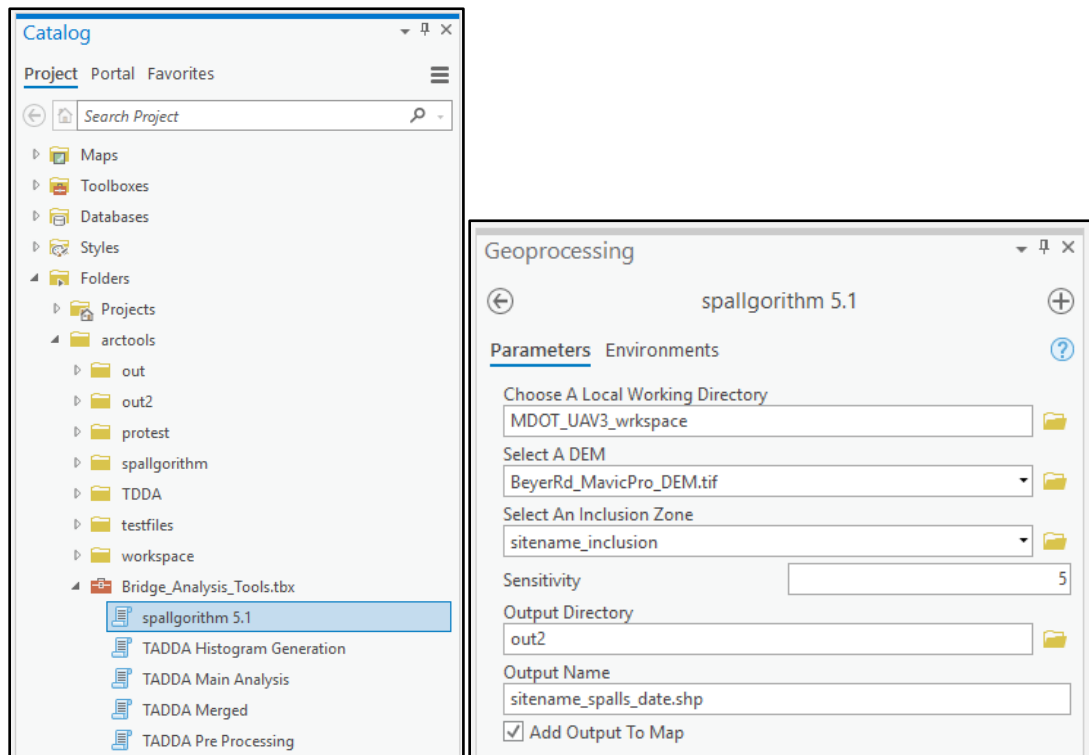 Catalog
Project Portal Favorites
Search Project
Maps
Toolboxes
Databases
Styles
Folders
Projects
arctools
out
out2
protest
spallgorithm
TDDA
testfiles
workspace
Bridge_Analysis_Tools.tbx
spallgorithm 5.1
TADDA Histogram Generation
TADDA Main Analysis
TADDA Merged
TADDA Pre Processing
Geoprocessing
spallgorithm 5.1
Parameters Environments
?
Choose A Local Working Directory
MDOT_UAV3_wrkspace
Select A DEM
BeyerRd_MavicPro_DEM.tif
Select An Inclusion Zone
sitename_inclusion
Sensitivity 5
Output Directory
out2
Output Name
sitename_spalls_date.shp
Add Output To Map